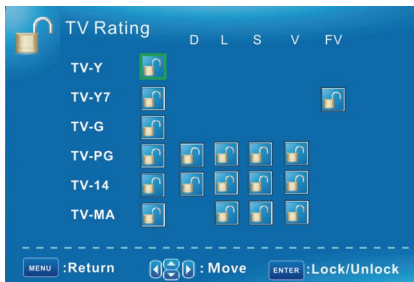 TV Rating
D L S V FV
TV-Y
TV-Y7
TV-G
TV-PG
TV-14
TV-MA
MENU :Return : Move ENTER :Lock/Unlock